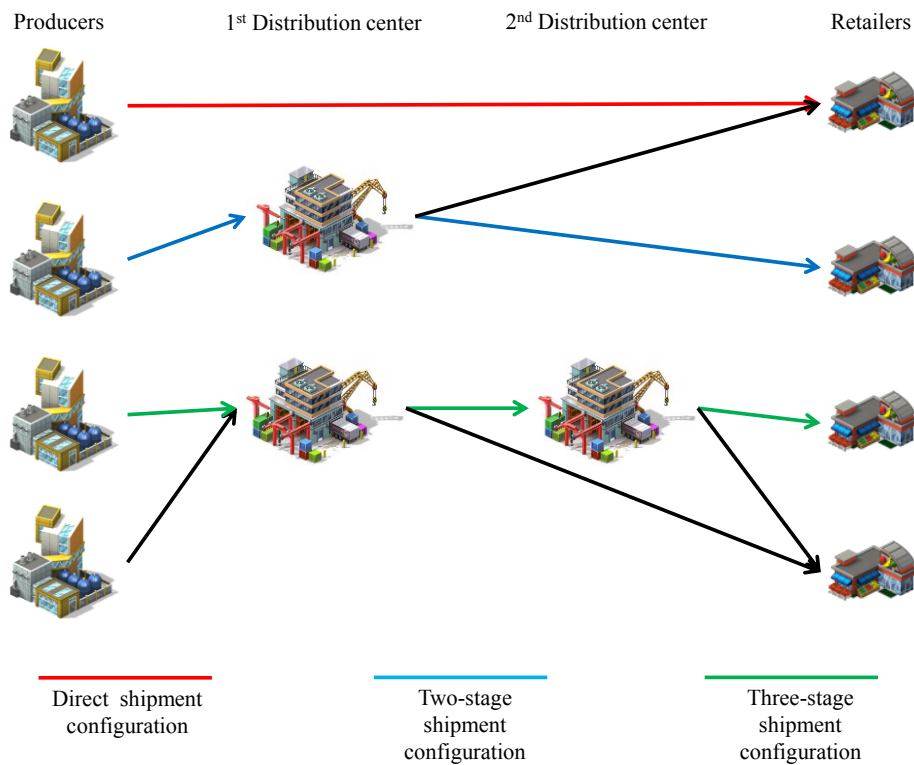 Producers
1st Distribution center
2nd Distribution center
Retailers
Direct shipment
configuration
Two-stage
shipment
configuration
Three-stage
shipment
configuration